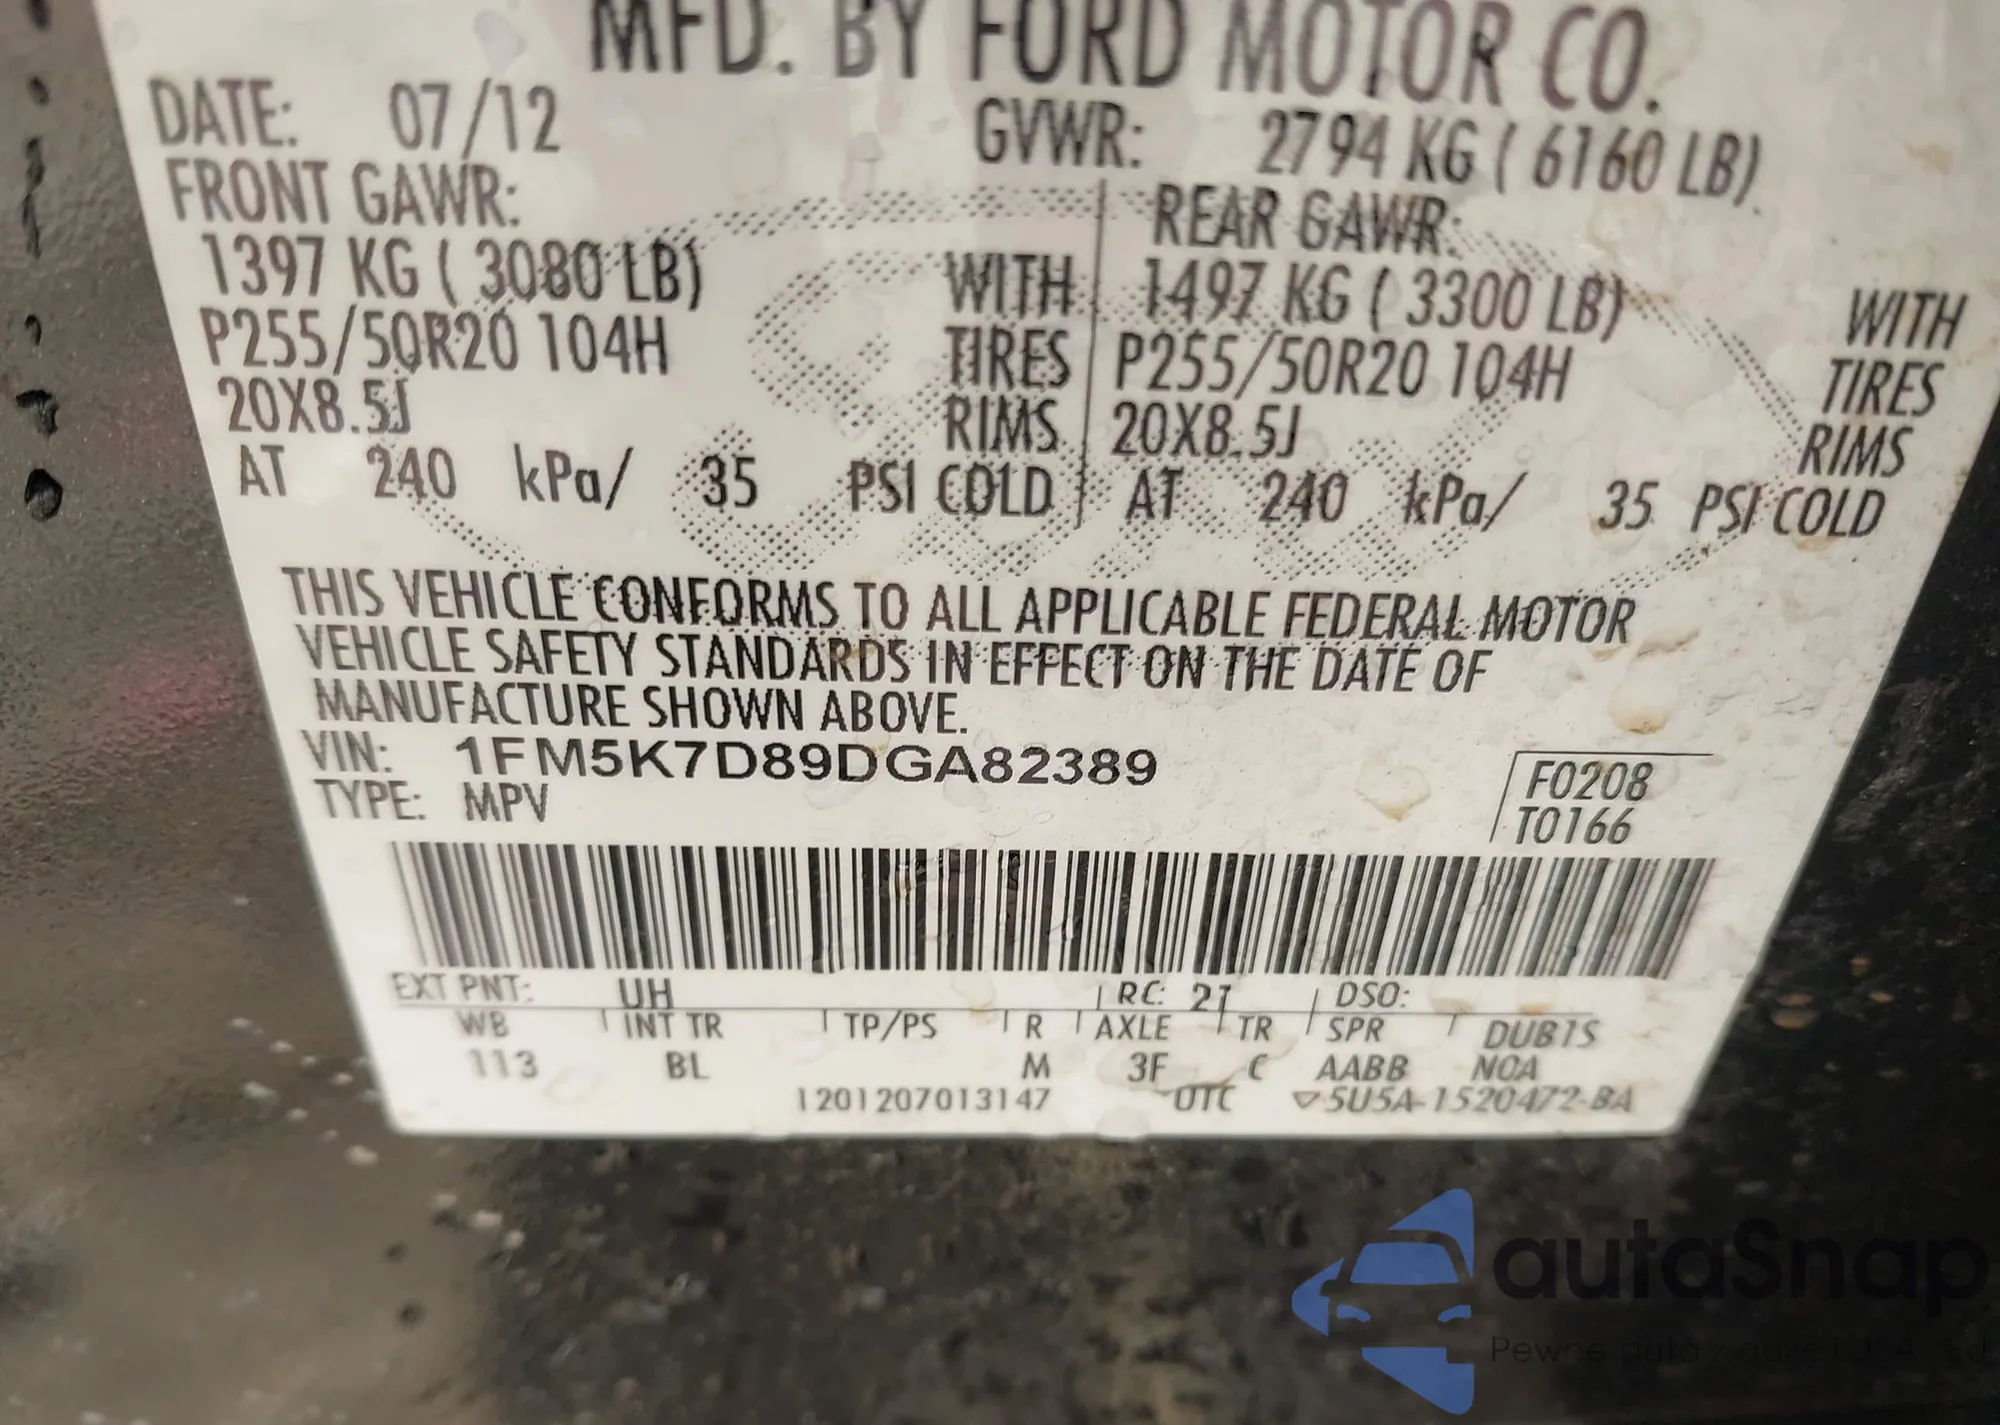 MFD. BY FORD MOTOR CO.
DATE: 07/12 GVWR: 2794 KG ( 6160 LB)
FRONT GAWR: REAR GAWR:
1397 KG ( 3080 LB) WITH 1497 KG ( 3300 LB) WITH
P255/50R20 104H TIRES P255/50R20 104H TIRES
20X8.5J RIMS 20X8.5J RIMS
AT 240 kPa/ 35 PSI COLD AT 240 kPa/ 35 PSI COLD
THIS VEHICLE CONFORMS TO ALL APPLICABLE FEDERAL MOTOR
VEHICLE SAFETY STANDARDS IN EFFECT ON THE DATE OF
MANUFACTURE SHOWN ABOVE.
VIN: 1FM5K7D89DGA82389
TYPE: MPV
F0208
T0166
EXT PNT: UH RC: 21 DSO:
WB INT TR TP/PS R AXLE TR SPR DUBTS
113 BL M 3F C AABB NOA
1201207013147 UTC ▽5U5A-1520472-BA
autoSnap
Pewne auta z aukcji